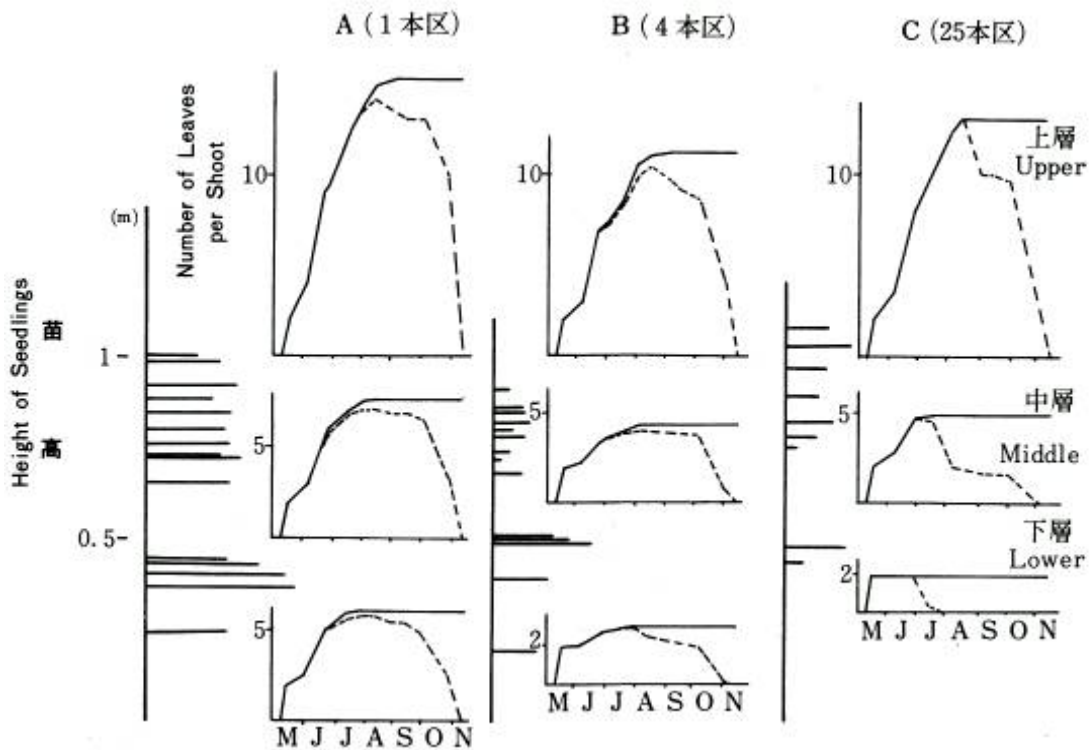 A (1本区)
B (4本区)
C (25本区)
Number of Leaves
per Shoot
10
10
10
上層
Upper
(m)
Height of Seedlings
苗
高
1
5
5
5
中層
Middle
0.5
下層
Lower
5
2
2
M J J A S O N
M J J A S O N
M J J A S O N